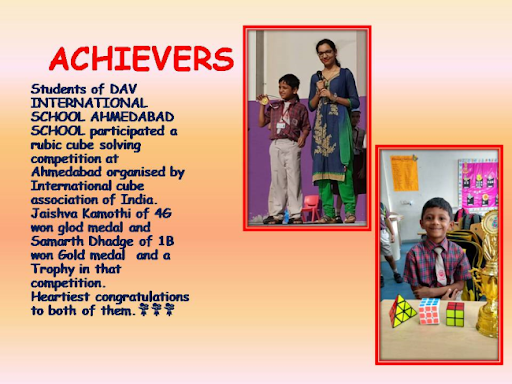 ACHIEVERS
Students of DAV
INTERNATIONAL
SCHOOL AHMEDABAD
SCHOOL participated a
rubic cube solving
competition at
Ahmedabad organised by
International cube
association of India.
Jaishva Kamothi of 4G
won glod medal and
Samarth Dhadge of 1B
won Gold medal and a
Trophy in that
competition.
Heartiest congratulations
to both of them.